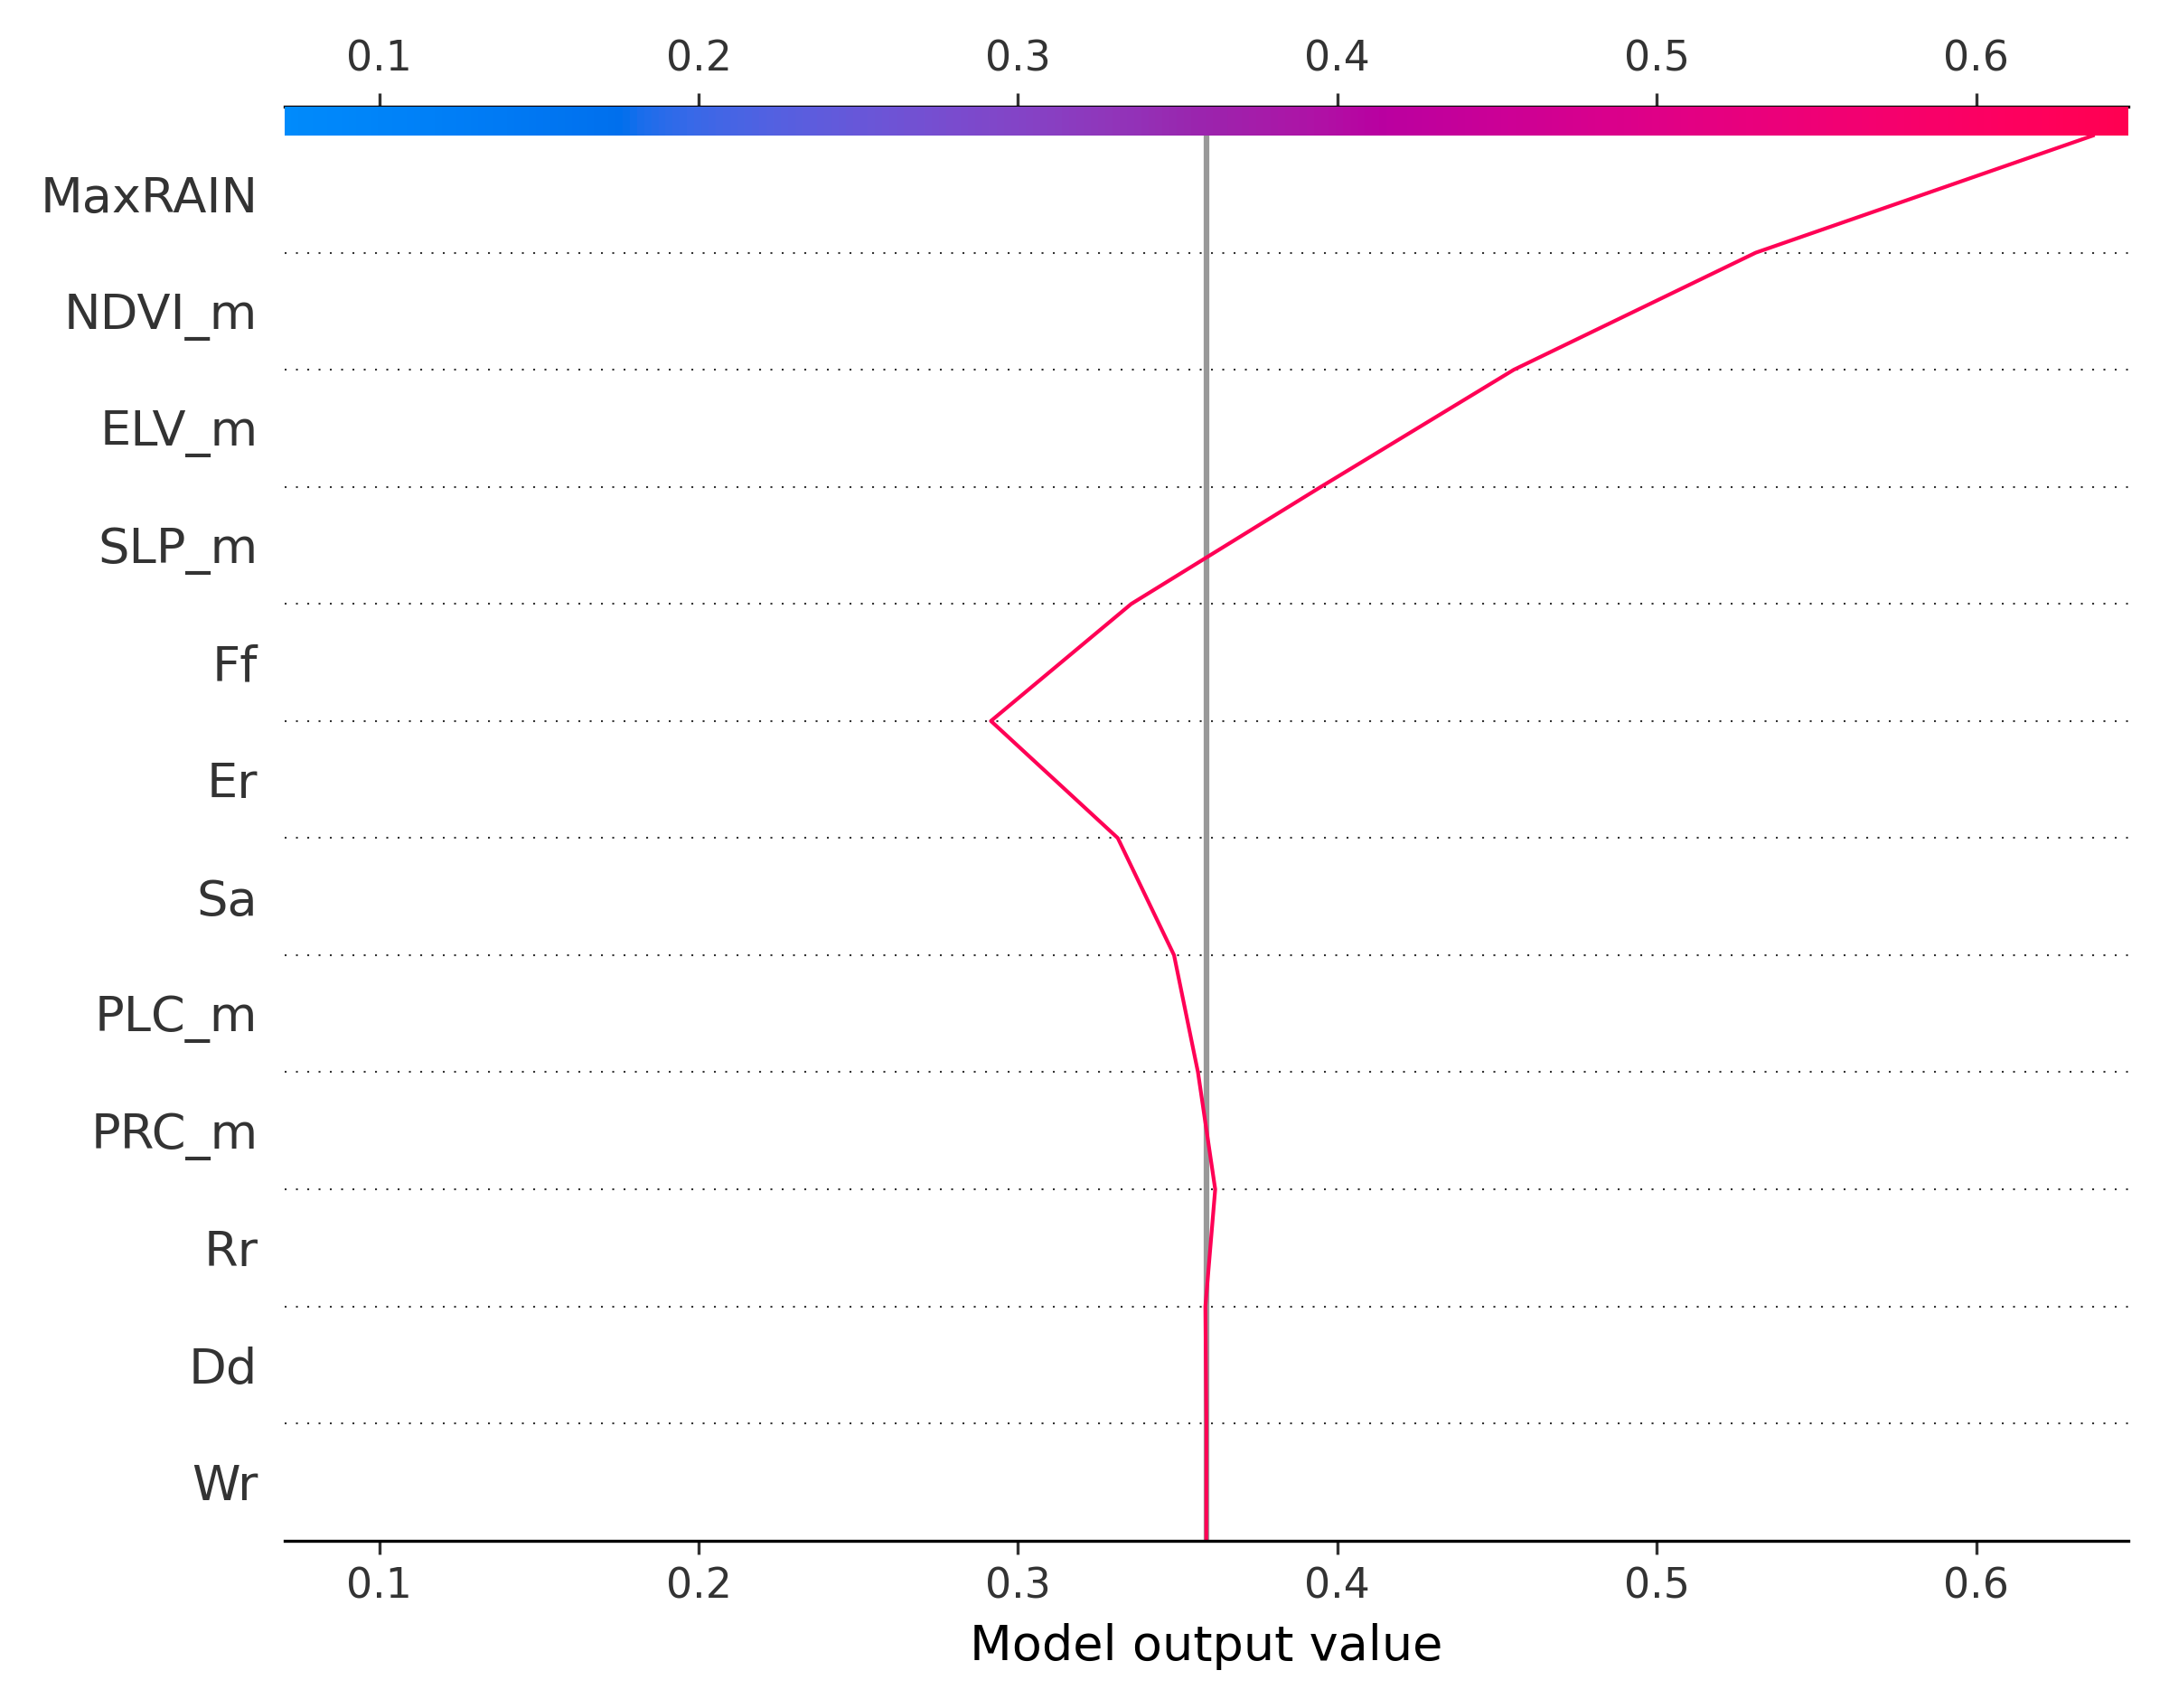 0.1 0.2 0.3 0.4 0.5 0.6
MaxRAIN
NDVI_m
ELV_m
SLP_m
Ff
Er
Sa
PLC_m
PRC_m
Rr
Dd
Wr
0.1 0.2 0.3 0.4 0.5 0.6
Model output value